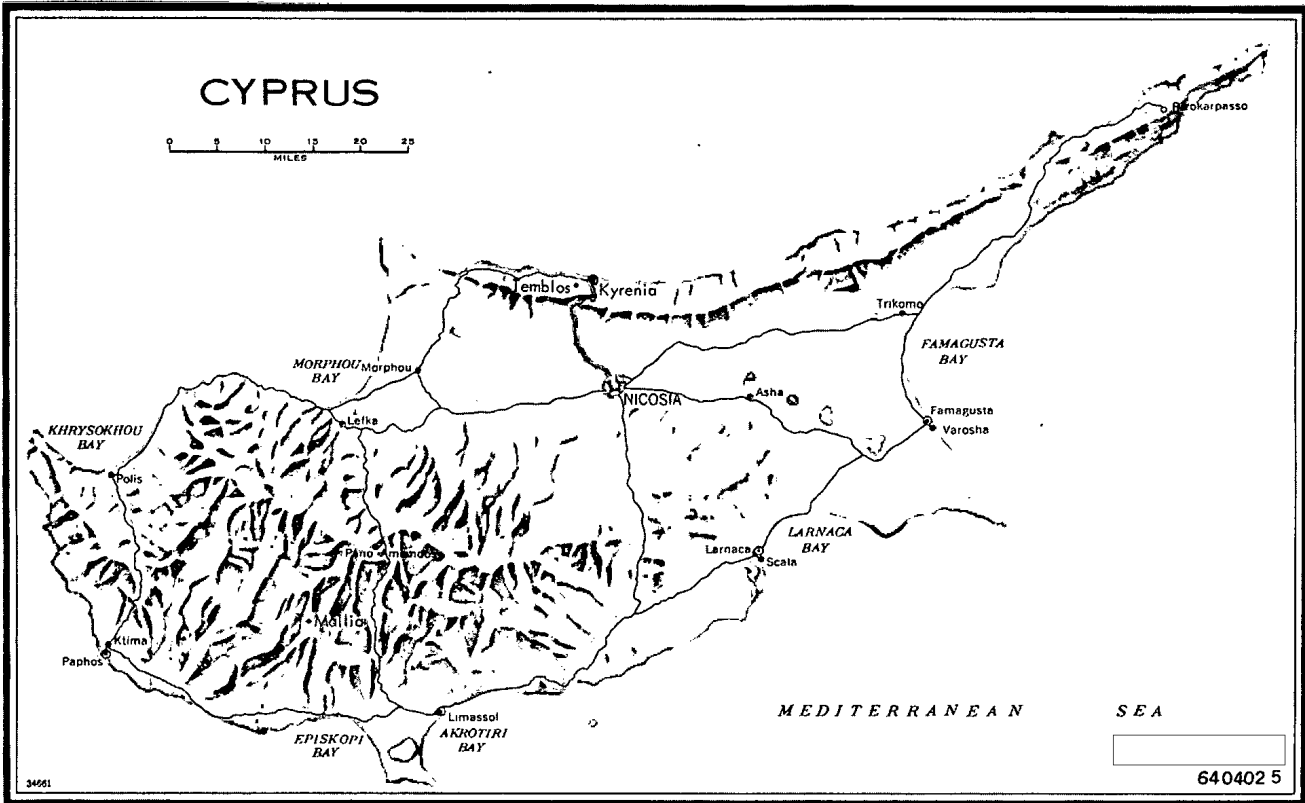 CYPRUS
0 5 10 15 20 25
MILES
Temblos
Kyrenia
Trikomo
FAMAGUSTA
BAY
MORPHOU
BAY
Morphou
NICOSIA
Asha
Famagusta
Varosha
Lefka
KHRYSOKHOU
BAY
Polis
LARNACA
BAY
Larnaca
Scala
Pano
Mallia
Ktima
Paphos
Limassol
AKROTIRI
BAY
EPISKOPI
BAY
MEDITERRANEAN SEA
34661
640402 5